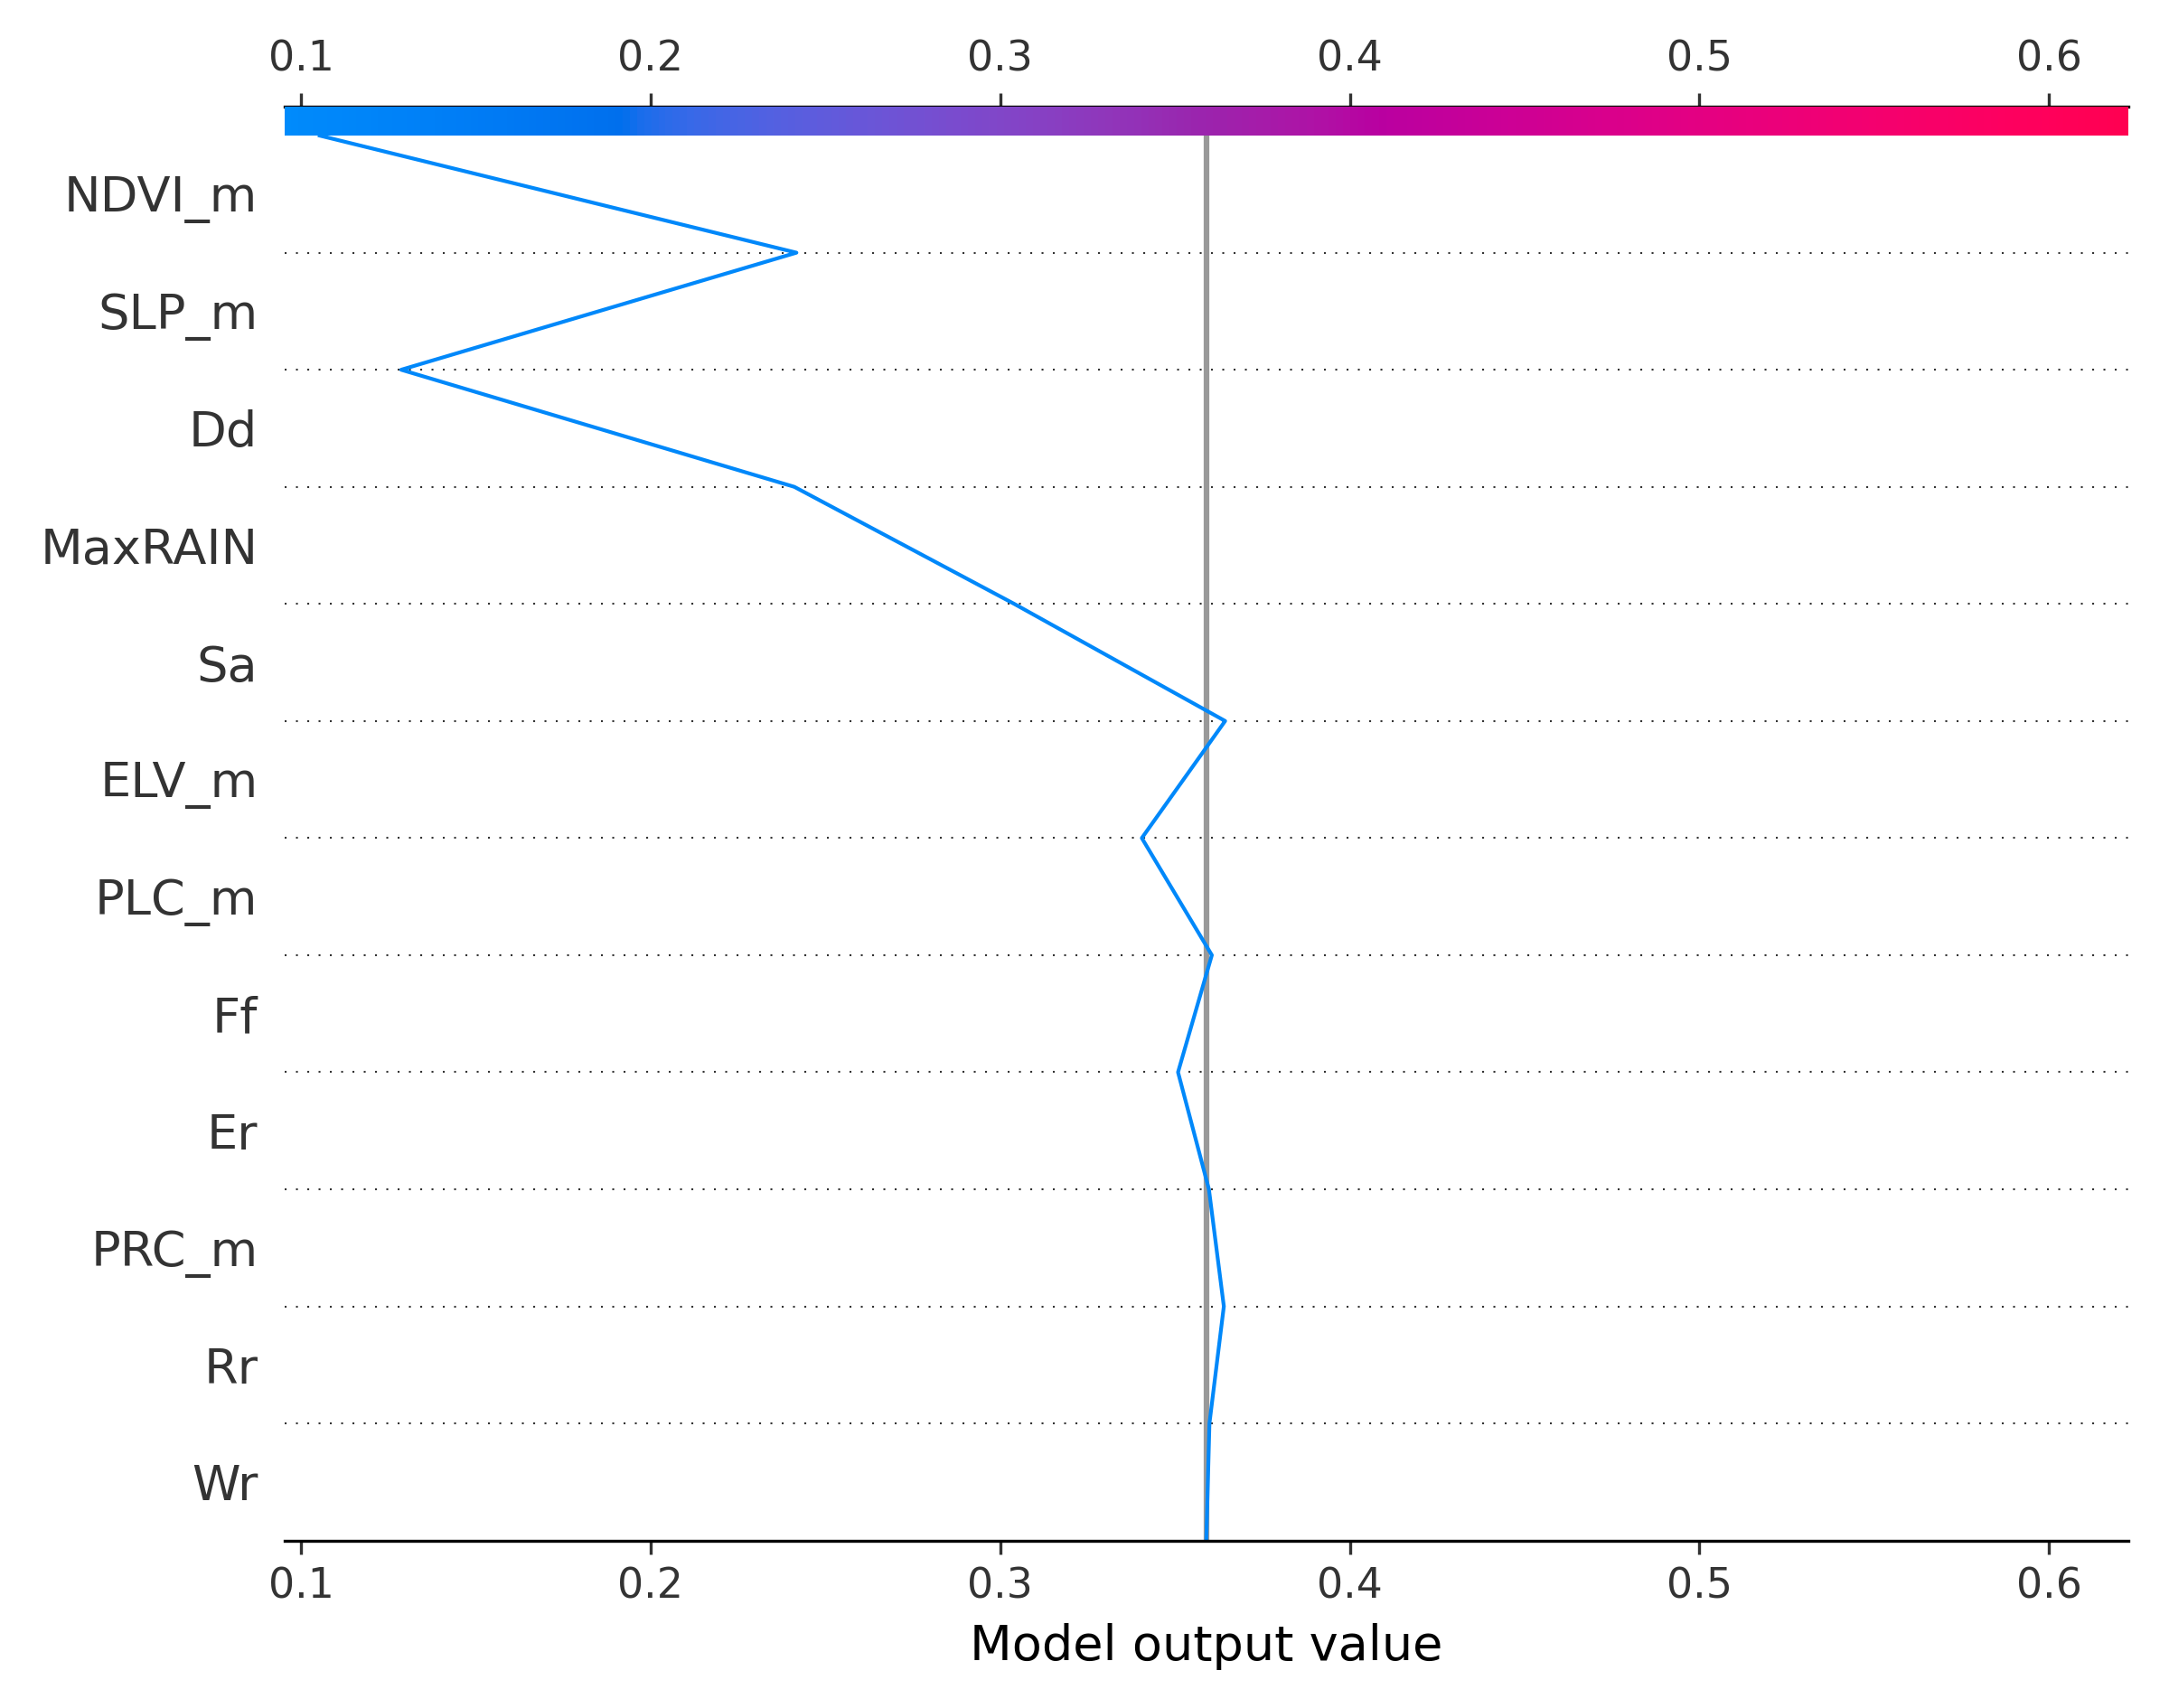 0.1 0.2 0.3 0.4 0.5 0.6
NDVI_m
SLP_m
Dd
MaxRAIN
Sa
ELV_m
PLC_m
Ff
Er
PRC_m
Rr
Wr
0.1 0.2 0.3 0.4 0.5 0.6
Model output value